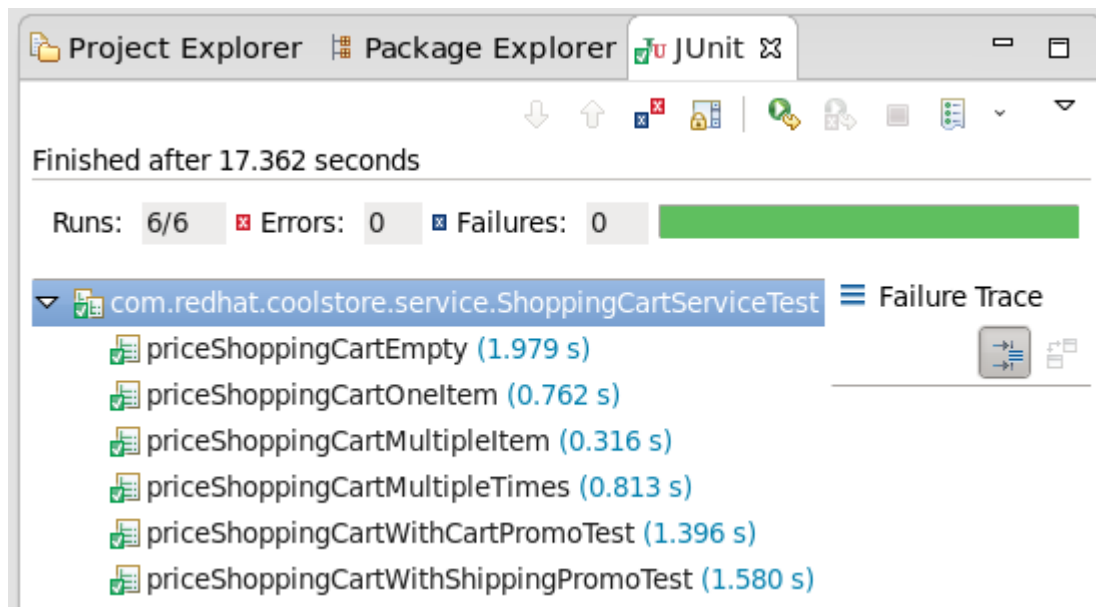 Project Explorer Package Explorer JUnit
Finished after 17.362 seconds
Runs: 6/6 Errors: 0 Failures: 0
com.redhat.coolstore.service.ShoppingCartServiceTest Failure Trace
priceShoppingCartEmpty (1.979 s)
priceShoppingCartOneItem (0.762 s)
priceShoppingCartMultipleItem (0.316 s)
priceShoppingCartMultipleTimes (0.813 s)
priceShoppingCartWithCartPromoTest (1.396 s)
priceShoppingCartWithShippingPromoTest (1.580 s)